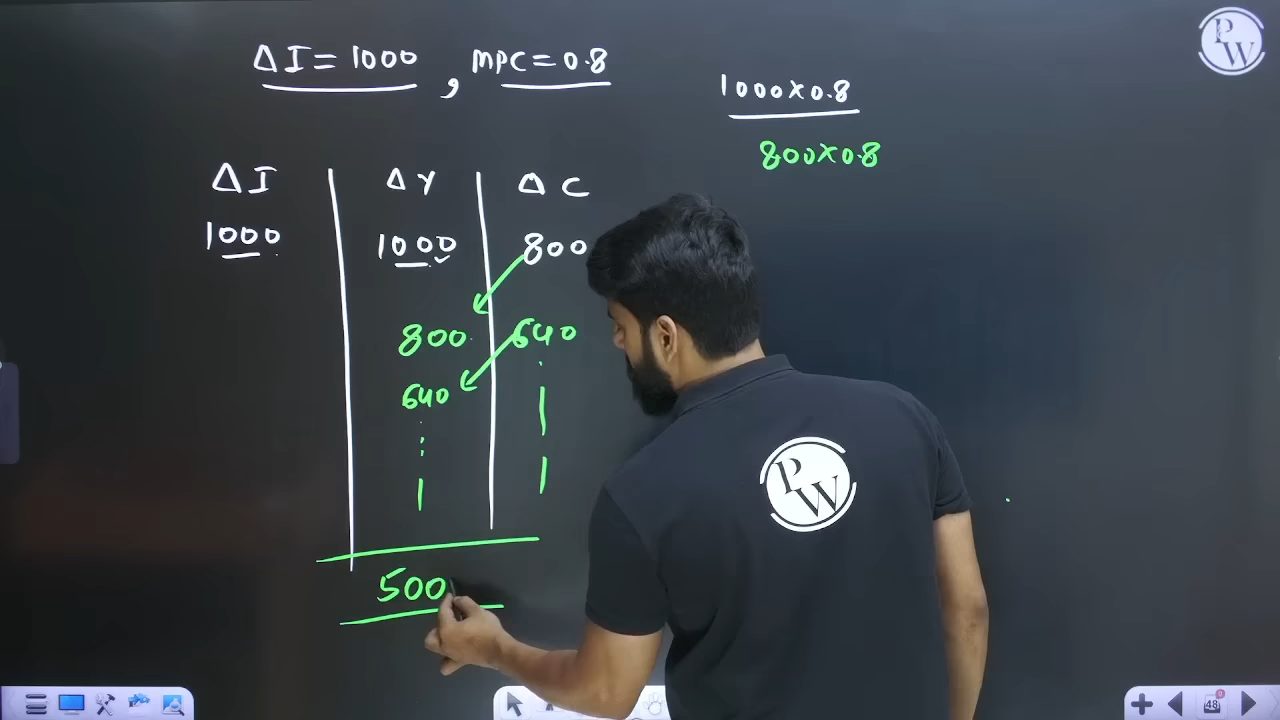 ΔI = 1000 , MPC = 0.8
1000 × 0.8
800 × 0.8
ΔI ΔY ΔC
1000 1000 800
800 640
640
500
PW
PW
48